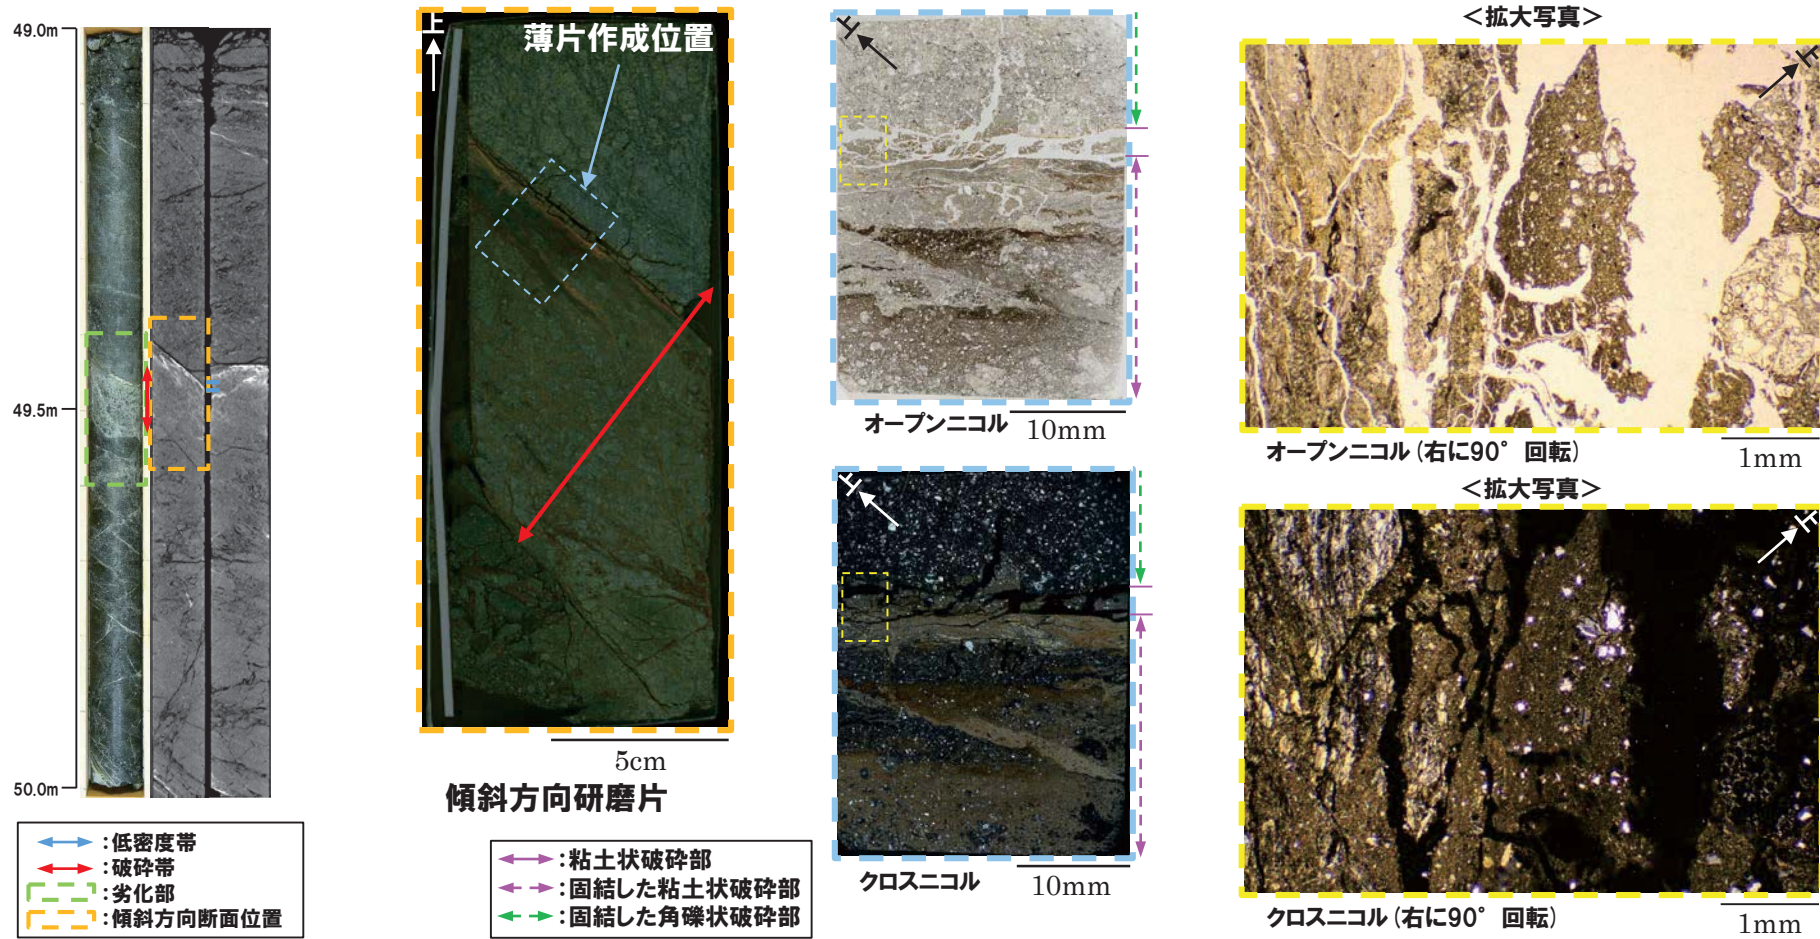 49.0m
49.5m
50.0m
↔:低密度帯
↔:破砕帯
:劣化部
:傾斜方向断面位置
上
薄片作成位置
5cm
傾斜方向研磨片
↔:粘土状破砕部
:固結した粘土状破砕部
:固結した角礫状破砕部
上
オープンニコル
10mm
上
クロスニコル
10mm
<拡大写真>
上
オープンニコル(右に90°回転)
1mm
<拡大写真>
上
クロスニコル(右に90°回転)
1mm